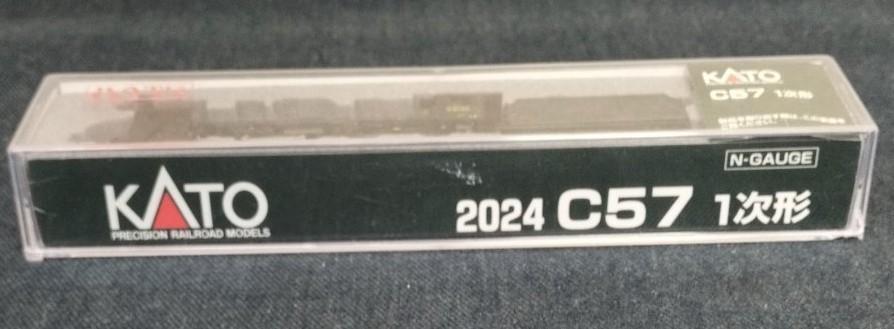 KATO
C57 1次形
N-GAUGE
KATO
PRECISION RAILROAD MODELS
2024 C57 1次形